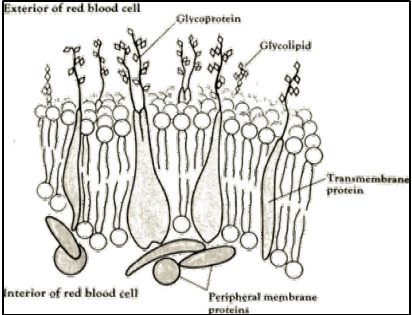 Exterior of red blood cell
Glycoprotein
Glycolipid
Transmembrane
protein
Interior of red blood cell
Peripheral membrane
proteins